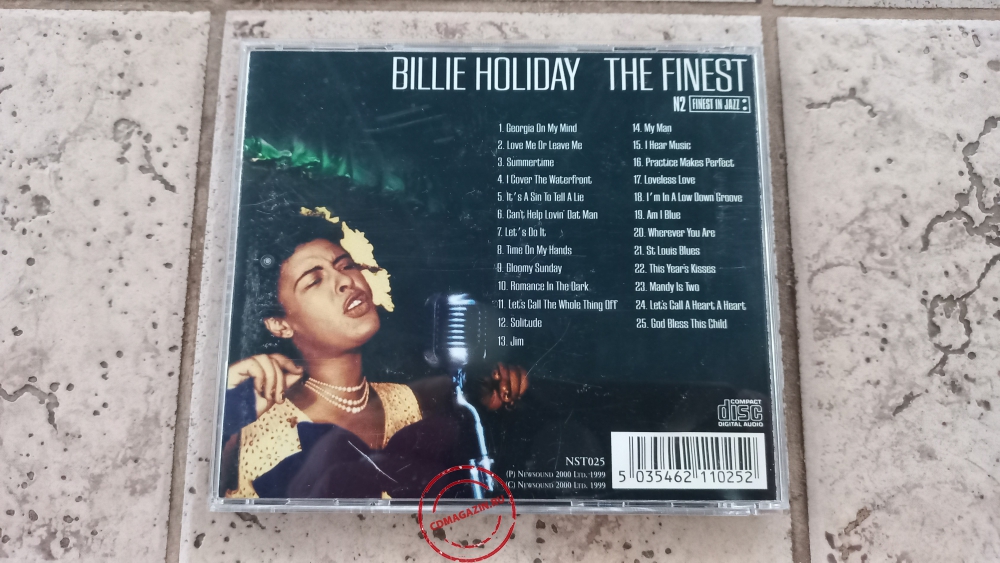 BILLIE HOLIDAY THE FINEST
N2 FINEST IN JAZZ:
1. Georgia On My Mind
2. Love Me Or Leave Me
3. Summertime
4. I Cover The Waterfront
5. It's A Sin To Tell A Lie
6. Can't Help Lovin' Dat Man
7. Let's Do It
8. Time On My Hands
9. Gloomy Sunday
10. Romance In The Dark
11. Let's Call The Whole Thing Off
12. Solitude
13. Jim
14. My Man
15. I Hear Music
16. Practice Makes Perfect
17. Loveless Love
18. I'm In A Low Down Groove
19. Am I Blue
20. Wherever You Are
21. St Louis Blues
22. This Year's Kisses
23. Mandy Is Two
24. Let's Call A Heart A Heart
25. God Bless This Child
COMPACT
disc
DIGITAL AUDIO
NST025
(P) NEWSOUND 2000 LTD. 1999
(C) NEWSOUND 2000 LTD. 1999
5 035462 110252